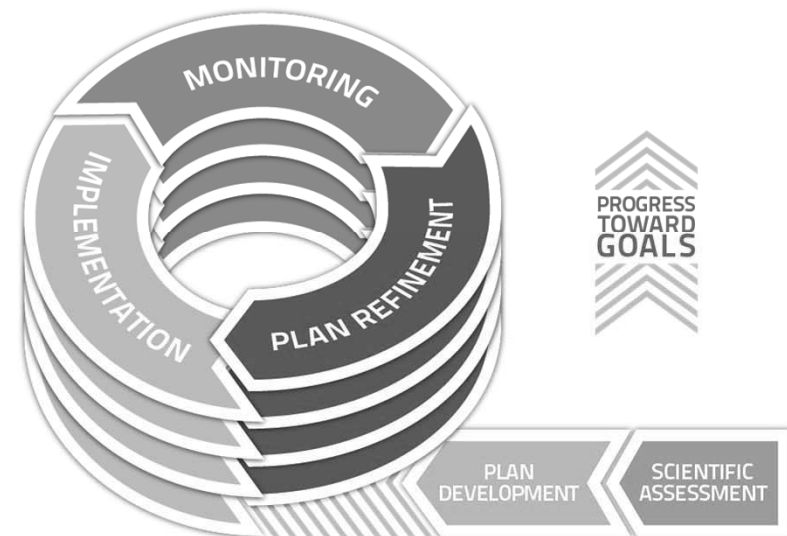 MONITORING
IMPLEMENTATION
PLAN REFINEMENT
PROGRESS
TOWARD
GOALS
PLAN
DEVELOPMENT
SCIENTIFIC
ASSESSMENT